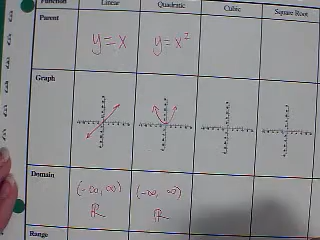 Function Linear Quadratic Cubic Square Root
Parent y=x y=x²
Graph
Domain (-∞, ∞) (-∞, ∞)
ℝ ℝ
Range